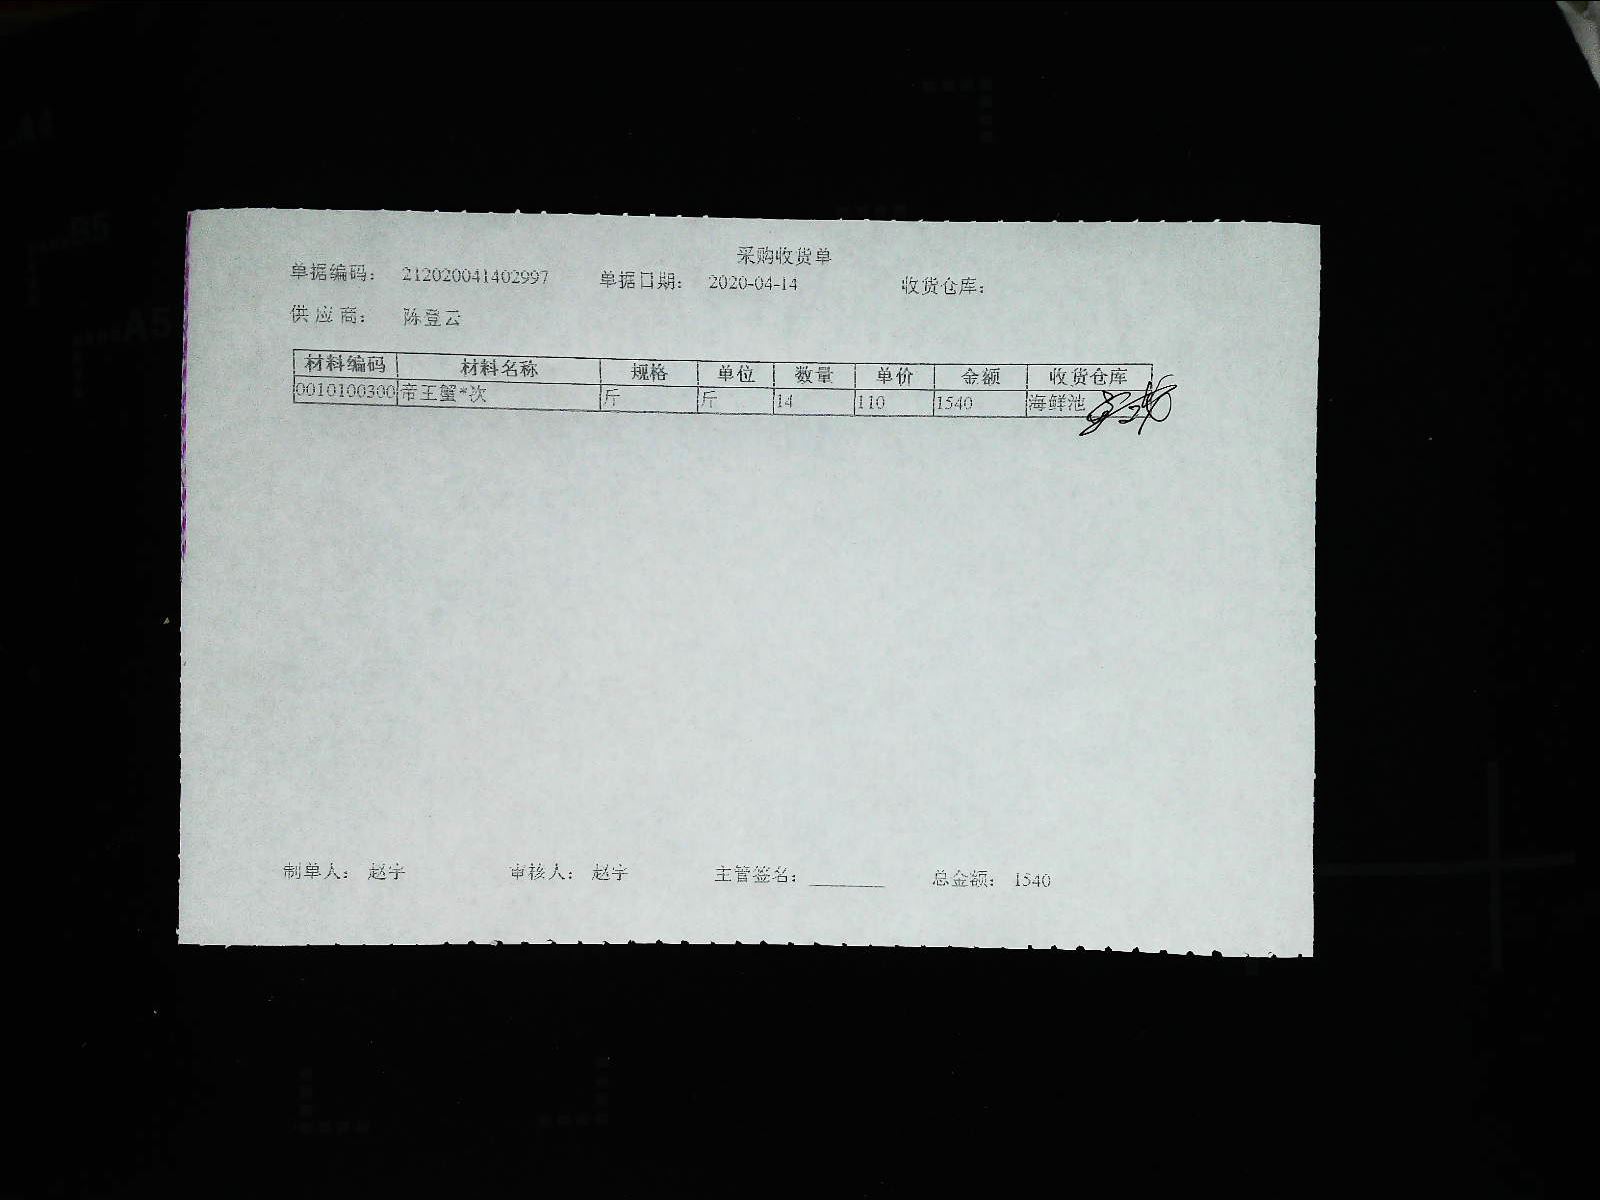 采购收货单
单据编码： 212020041402997 单据日期： 2020-04-14 收货仓库：
供应商： 陈登云
材料编码 材料名称 规格 单位 数量 单价 金额 收货仓库
0010100300 帝王蟹*次 斤 斤 14 110 1540 海鲜池
制单人： 赵宇 审核人： 赵宇 主管签名： ________ 总金额： 1540
B5
A5